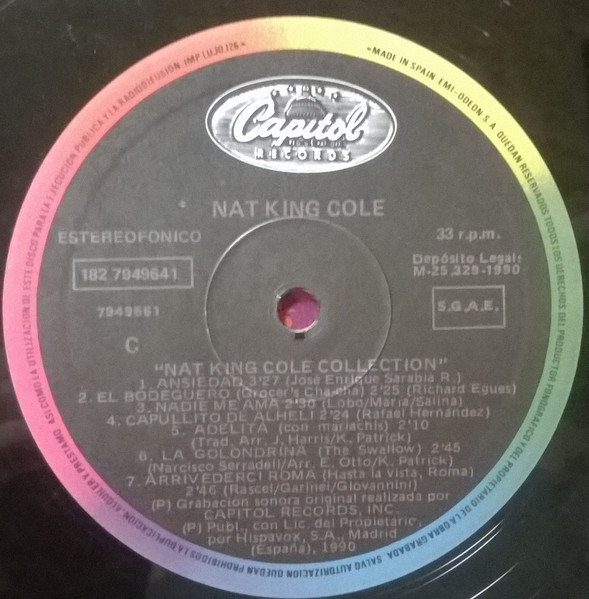 Capitol
RECORDS
NAT KING COLE
ESTEREOFONICO
33 r.p.m.
182 7949641
Depósito Legal:
M-25,329-1990
7949661
S.G.A.E.
C
"NAT KING COLE COLLECTION"
1. ANSIEDAD 3'27 (José Enrique Sarabia R.)
2. EL BODEGUERO (Grocer's Cha-cha) 2'25 (Richard Egues)
3. NADIE ME AMA 2'30 (Lobo/Maria/Salina)
4. CAPULLITO DE ALHELI 2'24 (Rafael Hernández)
5. ADELITA (con mariachis) 2'10
(Trad. Arr. J. Harris/K. Patrick)
6. LA GOLONDRINA (The Swallow) 2'45
(Narcisco Serradell/Arr. E. Otto/K. Patrick)
7. ARRIVEDERCI ROMA (Hasta la Vista, Roma)
2'46 (Rascel/Garinei/Giovannini)
(P) Grabación sonora original realizada por
CAPITOL RECORDS, INC.
(P) Publ. con Lic. del Propietario,
por Hispavox, S.A., Madrid
(España), 1990
«MADE IN SPAIN EMI-ODEON S A QUEDAN RESERVADOS TODOS LOS DERECHOS DEL PRODUCTOR FONOGRAFICO Y DEL PROPIETARIO DE LA OBRA GRABADA. SALVO AUTORIZACION QUEDAN PROHIBIDOS LA DUPLICACION, ALQUILER Y PRESTAMO, ASI COMO LA UTILIZACION DE ESTE DISCO PARA LA EJECUCION PUBLICA Y LA RADIODIFUSION.